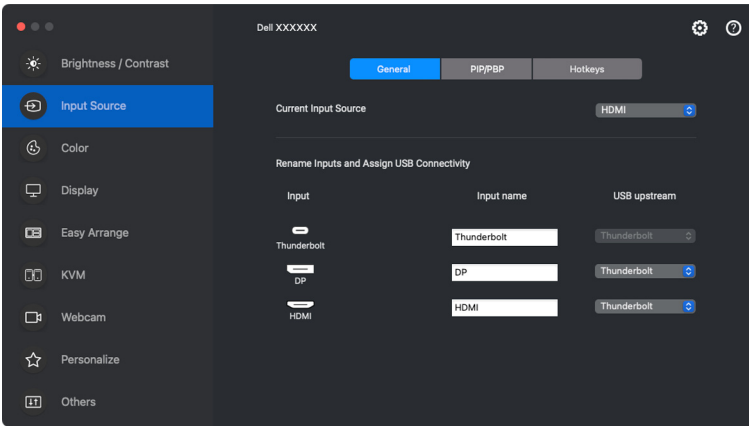 Dell XXXXXX
Brightness / Contrast
Input Source
Color
Display
Easy Arrange
KVM
Webcam
Personalize
Others
General PIP/PBP Hotkeys
Current Input Source HDMI
Rename Inputs and Assign USB Connectivity
Input Input name USB upstream
Thunderbolt Thunderbolt Thunderbolt
DP DP Thunderbolt
HDMI HDMI Thunderbolt